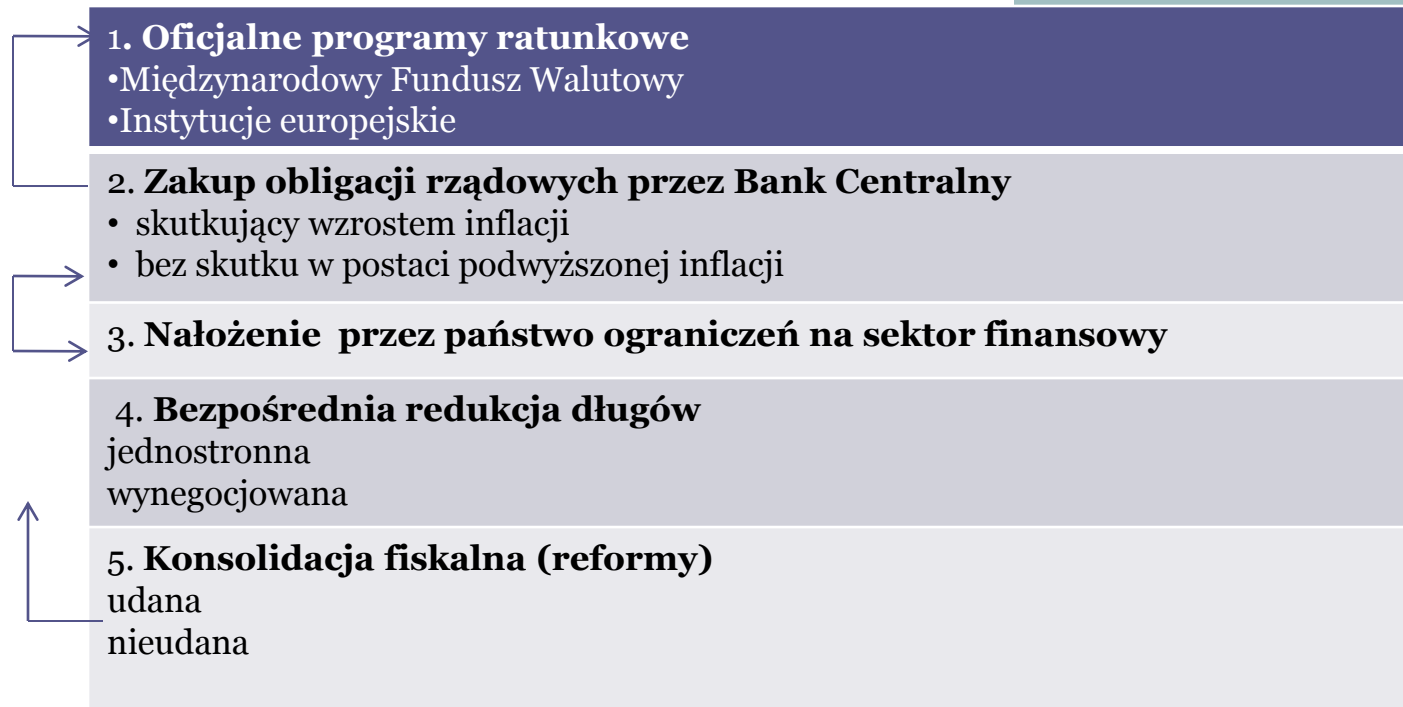 1. Oficjalne programy ratunkowe
•Międzynarodowy Fundusz Walutowy
•Instytucje europejskie
2. Zakup obligacji rządowych przez Bank Centralny
• skutkujący wzrostem inflacji
• bez skutku w postaci podwyższonej inflacji
3. Nałożenie przez państwo ograniczeń na sektor finansowy
4. Bezpośrednia redukcja długów
jednostronna
wynegocjowana
5. Konsolidacja fiskalna (reformy)
udana
nieudana